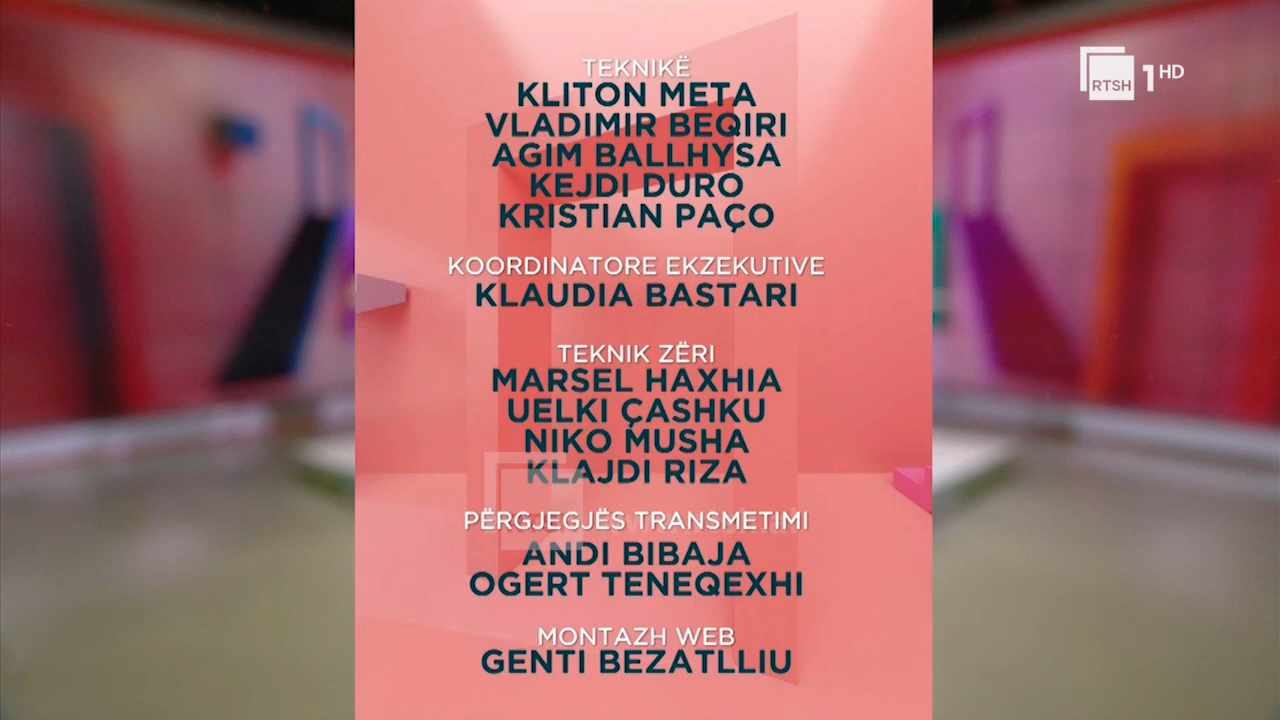 TEKNIKË
KLITON META
VLADIMIR BEQIRI
AGIM BALLHYSA
KEJDI DURO
KRISTIAN PAÇO
KOORDINATORE EKZEKUTIVE
KLAUDIA BASTARI
TEKNIK ZËRI
MARSEL HAXHIA
UELKI ÇASHKU
NIKO MUSHA
KLAJDI RIZA
PËRGJEGJËS TRANSMETIMI
ANDI BIBAJA
OGERT TENEQEXHI
MONTAZH WEB
GENTI BEZATLLIU
RTSH 1 HD